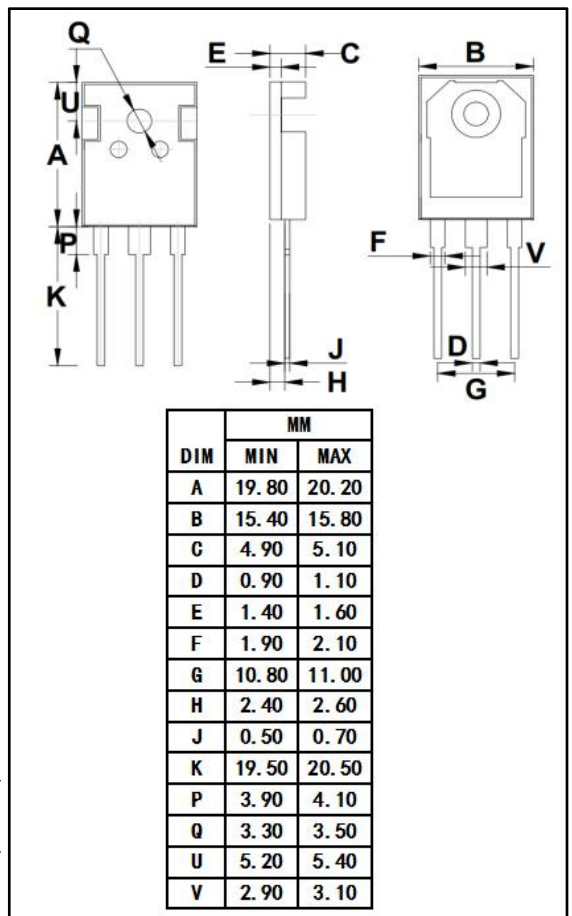 Q
E C B
U
A
P
K
F V
J
D
H
G
MM
DIM MIN MAX
A 19.80 20.20
B 15.40 15.80
C 4.90 5.10
D 0.90 1.10
E 1.40 1.60
F 1.90 2.10
G 10.80 11.00
H 2.40 2.60
J 0.50 0.70
K 19.50 20.50
P 3.90 4.10
Q 3.30 3.50
U 5.20 5.40
V 2.90 3.10